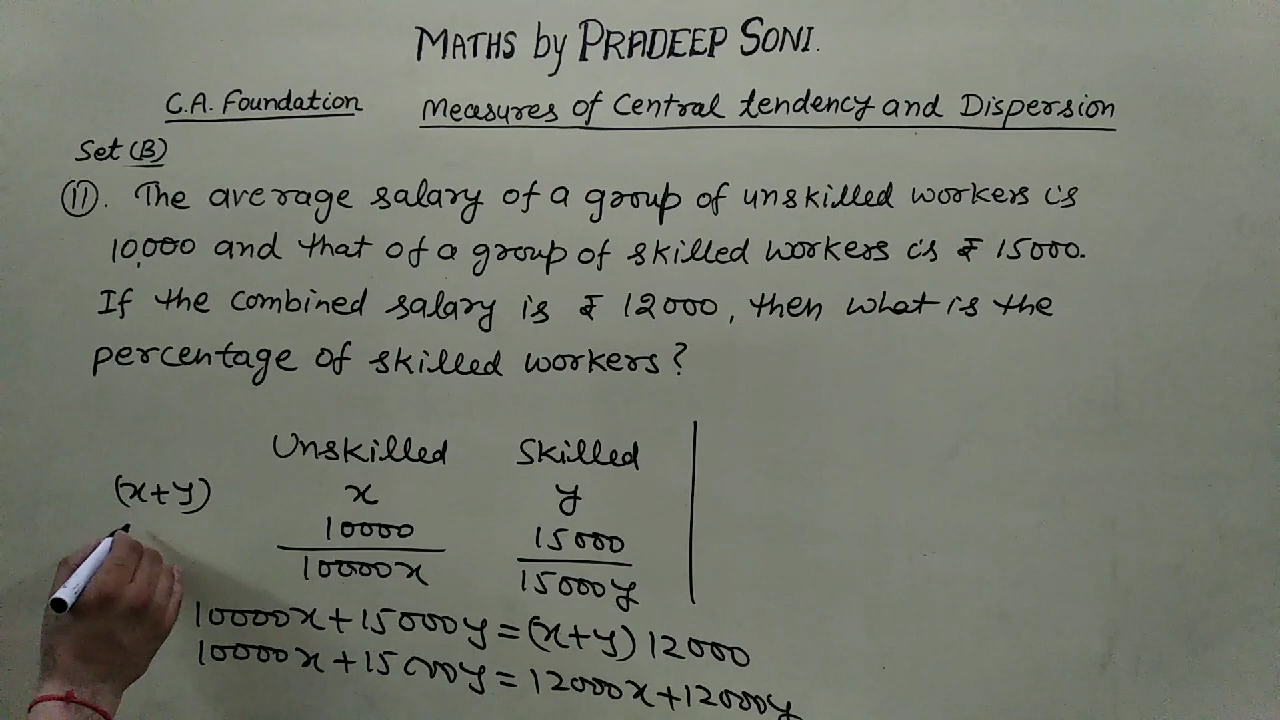 MATHS by PRADEEP SONI.
C.A. Foundation Measures of Central tendency and Dispersion
Set (B)
(11). The average salary of a group of unskilled workers is
10,000 and that of a group of skilled workers is ₹ 15000.
If the combined salary is ₹ 12000, then what is the
percentage of skilled workers?
Unskilled Skilled
(x+y) x y
10000 15000
10000x 15000y
10000x+15000y=(x+y)12000
10000x+15000y=12000x+12000y